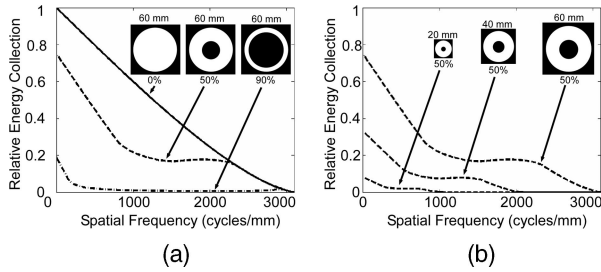 60 mm 60 mm 60 mm
0% 50% 90%
Relative Energy Collection
1
0.8
0.6
0.4
0.2
0
0 1000 2000 3000
Spatial Frequency (cycles/mm)
(a)
20 mm 40 mm 60 mm
50% 50% 50%
Relative Energy Collection
1
0.8
0.6
0.4
0.2
0
0 1000 2000 3000
Spatial Frequency (cycles/mm)
(b)